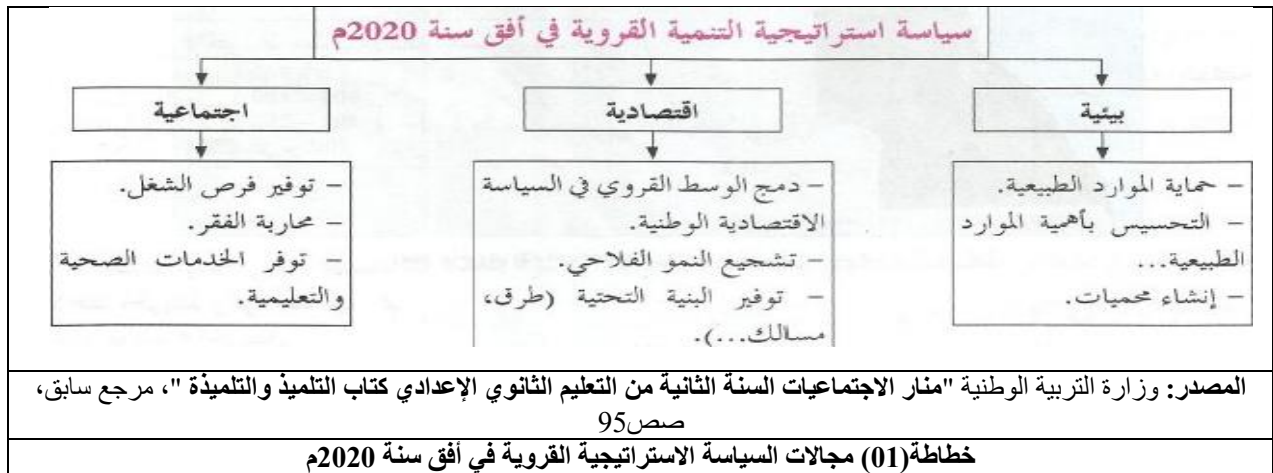 سياسة استراتيجية التنمية القروية في أفق سنة 2020م
بيئية
اقتصادية
اجتماعية
– حماية الموارد الطبيعية.
– التحسيس بأهمية الموارد
الطبيعية...
– إنشاء محميات.
– دمج الوسط القروي في السياسة
الاقتصادية الوطنية.
– تشجيع النمو الفلاحي.
– توفير البنية التحتية (طرق،
مسالك...).
– توفير فرص الشغل.
– محاربة الفقر.
– توفر الخدمات الصحية
والتعليمية.
المصدر: وزارة التربية الوطنية "منار الاجتماعيات السنة الثانية من التعليم الثانوي الإعدادي كتاب التلميذ والتلميذة "، مرجع سابق،
صص95
خطاطة(01) مجالات السياسة الاستراتيجية القروية في أفق سنة 2020م